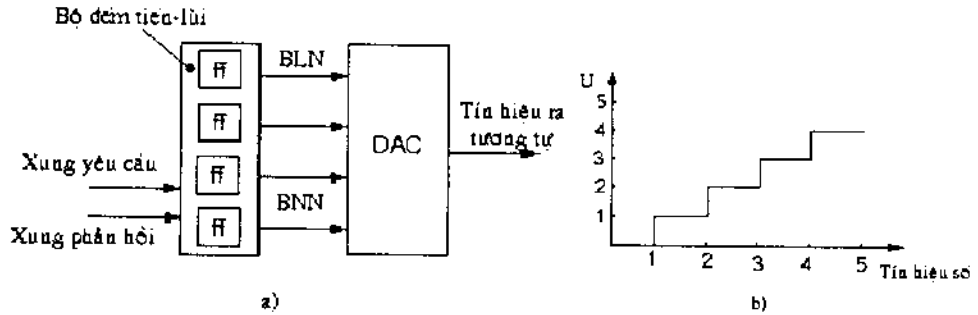 Bộ đếm tiến-lùi
ff
ff
ff
ff
BLN
BNN
DAC
Xung yêu cầu
Xung phản hồi
Tín hiệu ra
tương tự
a)
U
5
4
3
2
1
1 2 3 4 5
Tín hiệu số
b)